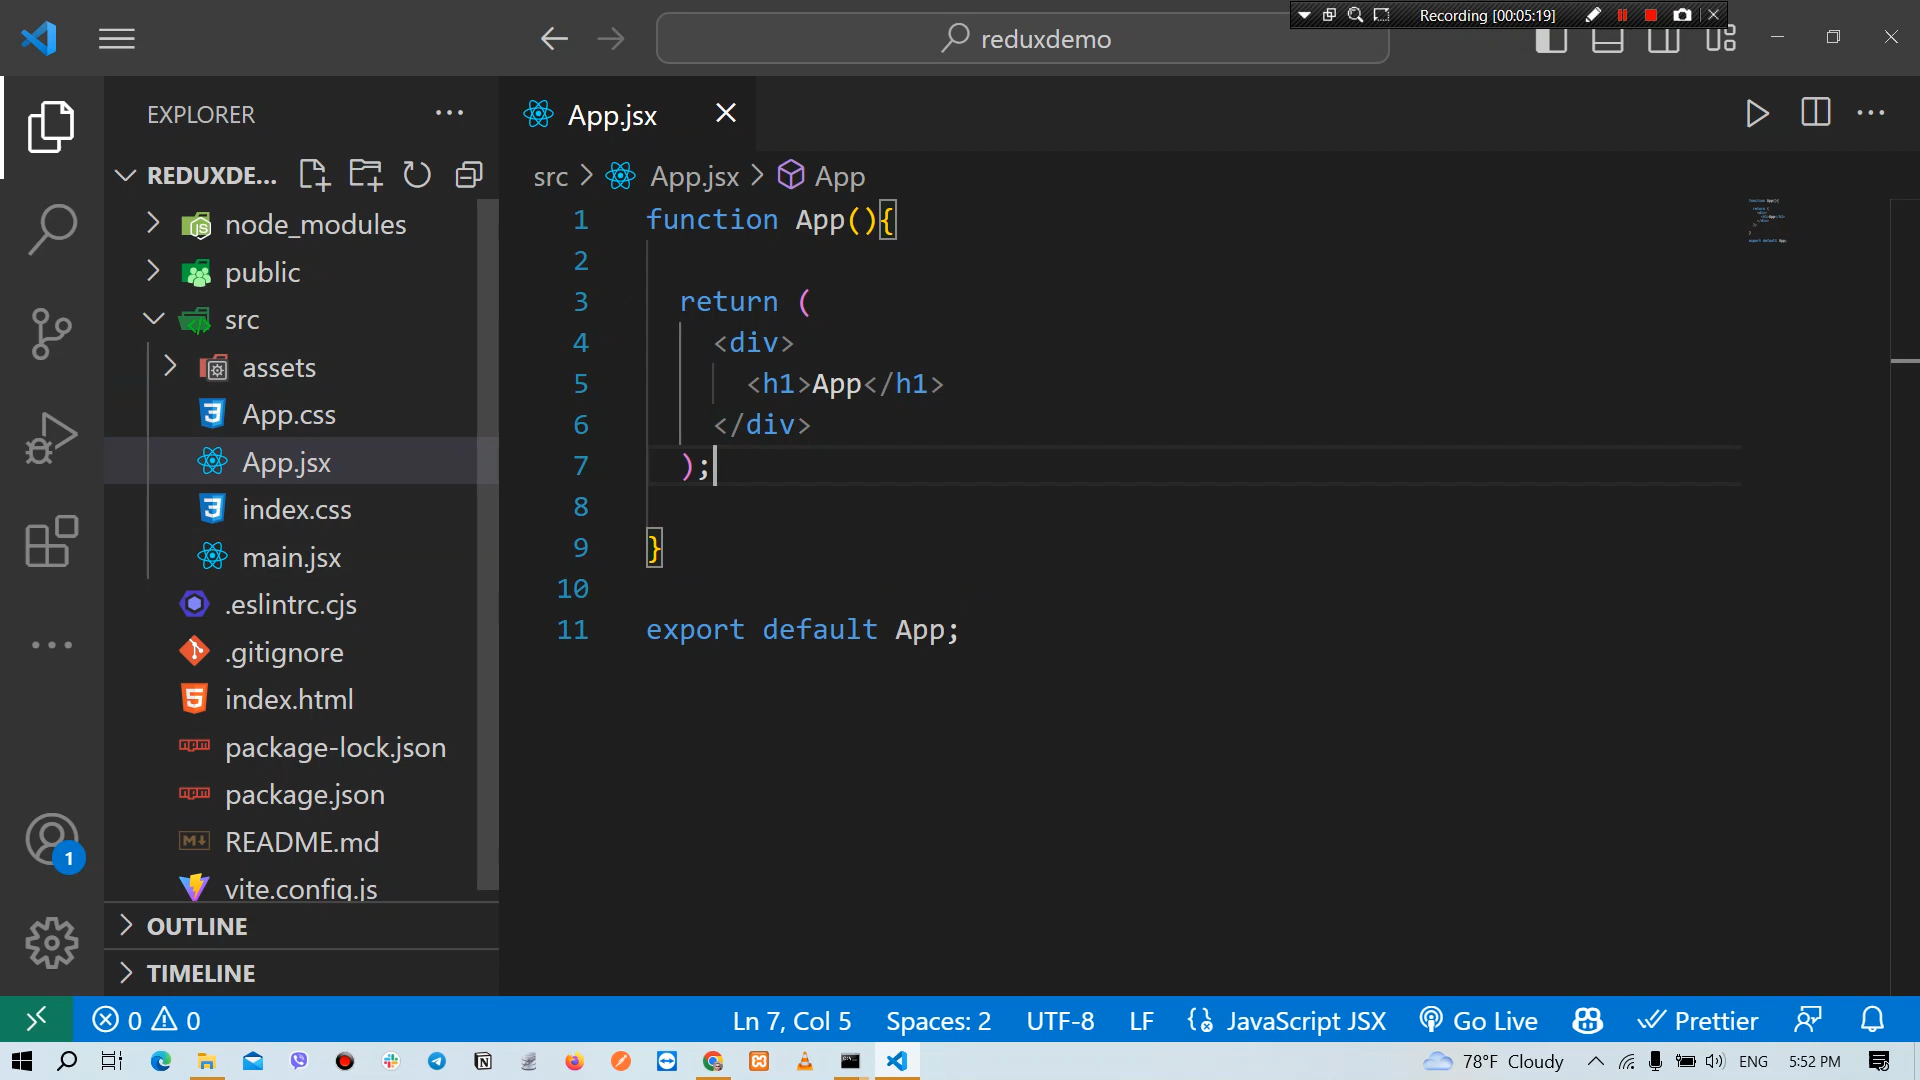 Recording [00:05:19]
reduxdemo
EXPLORER
App.jsx
REDUXDE...
src > App.jsx > App
node_modules
public
src
assets
App.css
App.jsx
index.css
main.jsx
.eslintrc.cjs
.gitignore
index.html
package-lock.json
package.json
README.md
vite.config.js
OUTLINE
TIMELINE
1 function App(){
2
3 return (
4 <div>
5 <h1>App</h1>
6 </div>
7 );
8
9 }
10
11 export default App;
1
0 0
Ln 7, Col 5 Spaces: 2 UTF-8 LF JavaScript JSX Go Live Prettier
78°F Cloudy ENG 5:52 PM